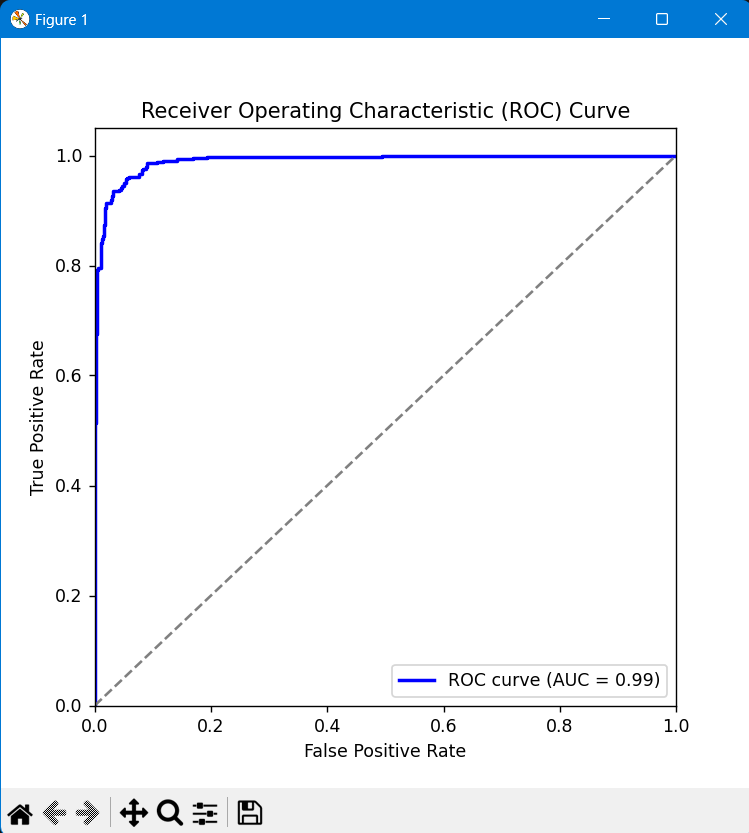 Figure 1
Receiver Operating Characteristic (ROC) Curve
1.0
0.8
0.6
0.4
0.2
0.0
True Positive Rate
ROC curve (AUC = 0.99)
0.0 0.2 0.4 0.6 0.8 1.0
False Positive Rate